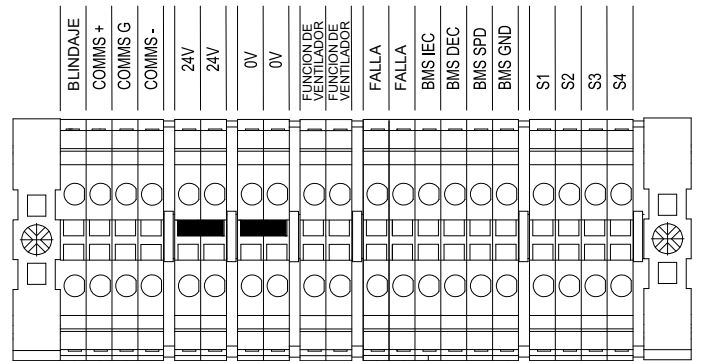 BLINDAJE
COMMS +
COMMS G
COMMS -
24V
24V
0V
0V
FUNCION DE
VENTILADOR
FUNCION DE
VENTILADOR
FALLA
FALLA
BMS IEC
BMS DEC
BMS SPD
BMS GND
S1
S2
S3
S4